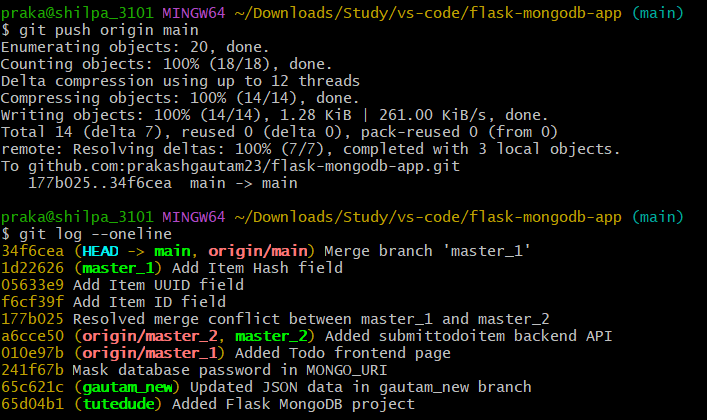 praka@shilpa_3101 MINGW64 ~/Downloads/Study/vs-code/flask-mongodb-app (main)
$ git push origin main
Enumerating objects: 20, done.
Counting objects: 100% (18/18), done.
Delta compression using up to 12 threads
Compressing objects: 100% (14/14), done.
Writing objects: 100% (14/14), 1.28 KiB | 261.00 KiB/s, done.
Total 14 (delta 7), reused 0 (delta 0), pack-reused 0 (from 0)
remote: Resolving deltas: 100% (7/7), completed with 3 local objects.
To github.com:prakashgautam23/flask-mongodb-app.git
   177b025..34f6cea  main -> main

praka@shilpa_3101 MINGW64 ~/Downloads/Study/vs-code/flask-mongodb-app (main)
$ git log --oneline
34f6cea (HEAD -> main, origin/main) Merge branch 'master_1'
1d22626 (master_1) Add Item Hash field
05633e9 Add Item UUID field
f6cf39f Add Item ID field
177b025 Resolved merge conflict between master_1 and master_2
a6cce50 (origin/master_2, master_2) Added submittodoitem backend API
010e97b (origin/master_1) Added Todo frontend page
241f67b Mask database password in MONGO_URI
65c621c (gautam_new) Updated JSON data in gautam_new branch
65d04b1 (tutedude) Added Flask MongoDB project